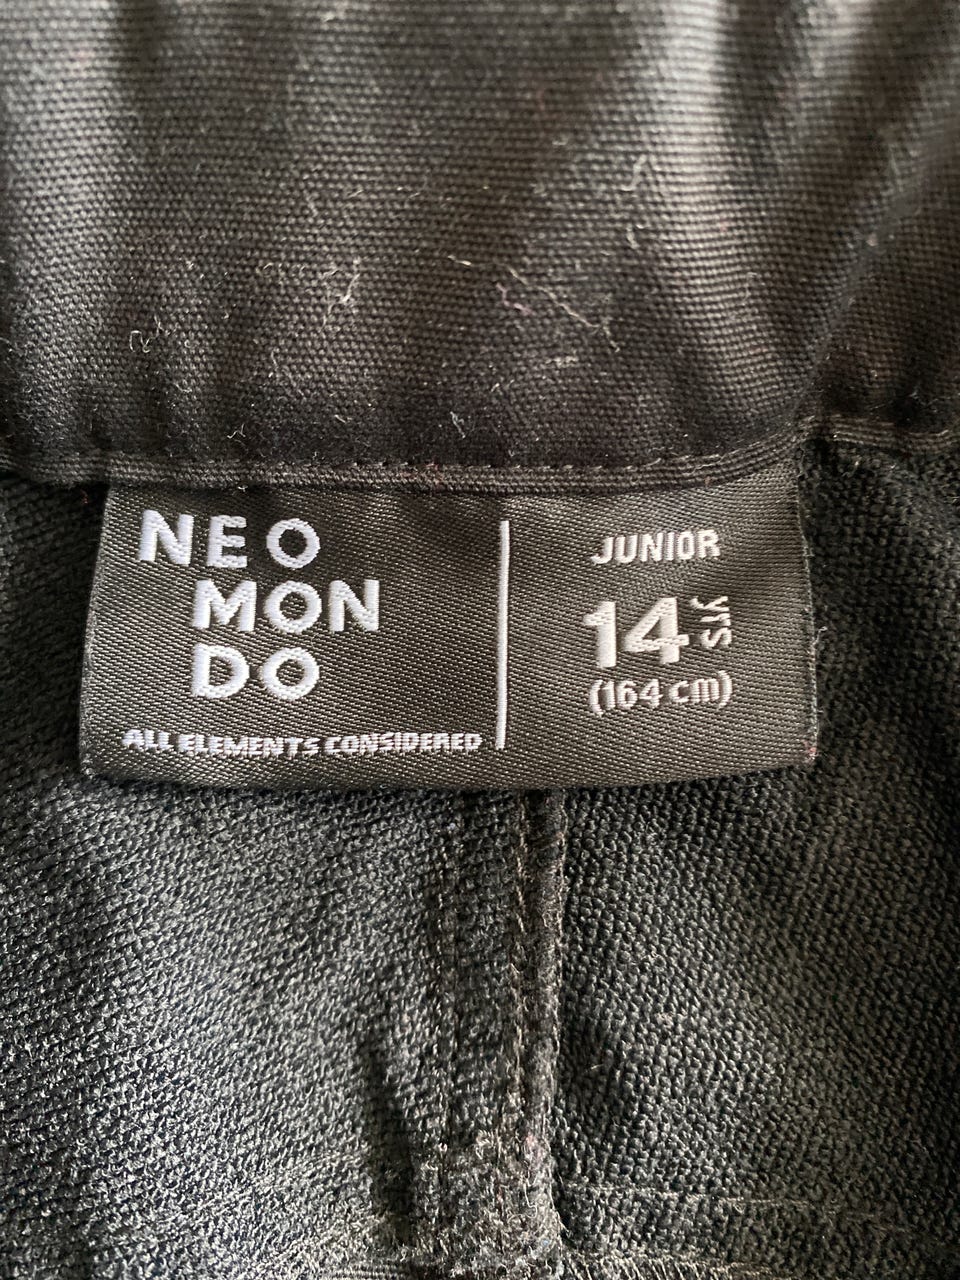 NEO
MON
DO
ALL ELEMENTS CONSIDERED
JUNIOR
14 yrs
(164 cm)